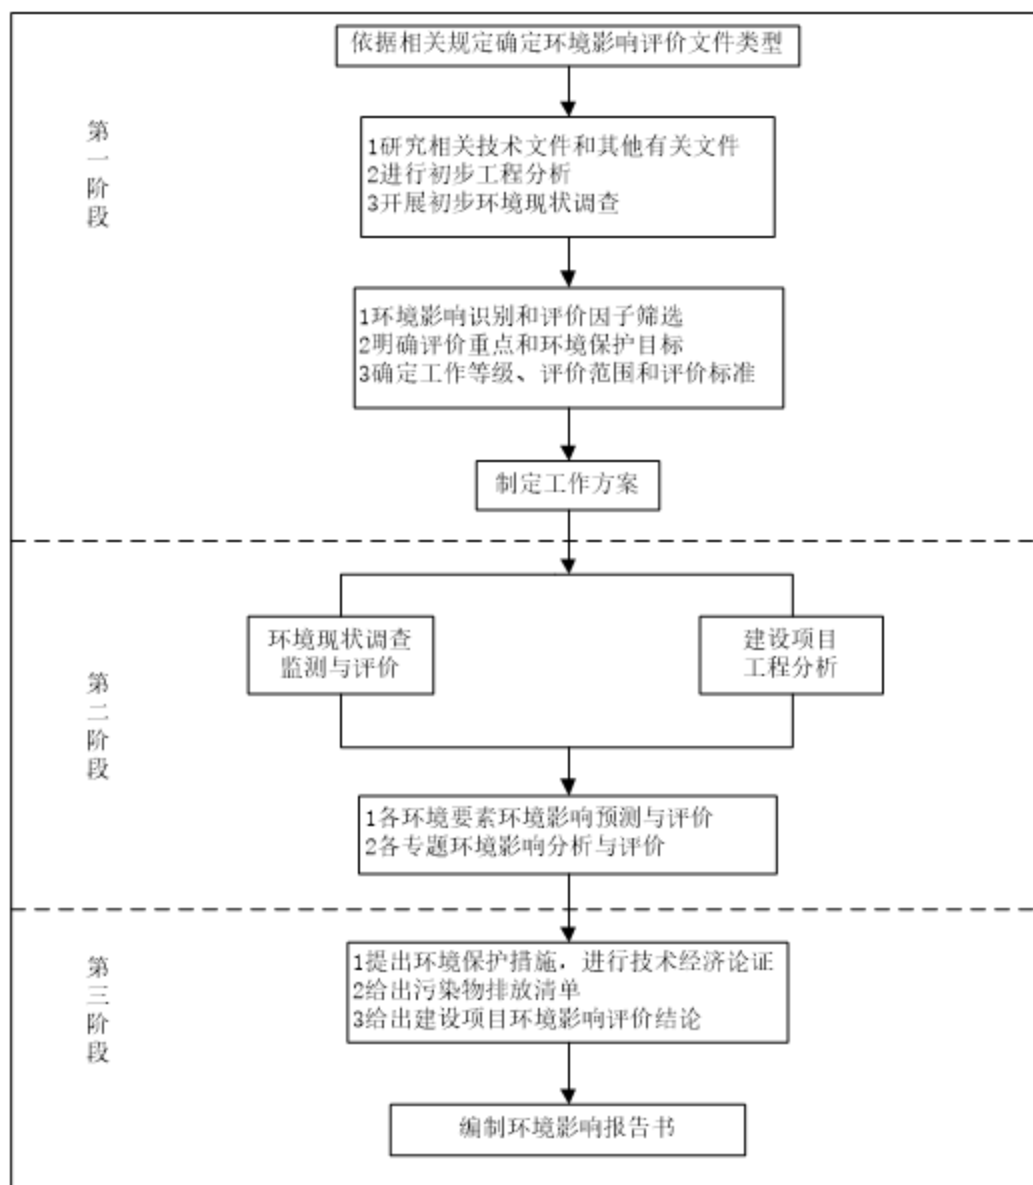 依据相关规定确定环境影响评价文件类型
第一阶段
1研究相关技术文件和其他有关文件
2进行初步工程分析
3开展初步环境现状调查
1环境影响识别和评价因子筛选
2明确评价重点和环境保护目标
3确定工作等级、评价范围和评价标准
制定工作方案
第二阶段
环境现状调查
监测与评价
建设项目
工程分析
1各环境要素环境影响预测与评价
2各专题环境影响分析与评价
第三阶段
1提出环境保护措施，进行技术经济论证
2给出污染物排放清单
3给出建设项目环境影响评价结论
编制环境影响报告书